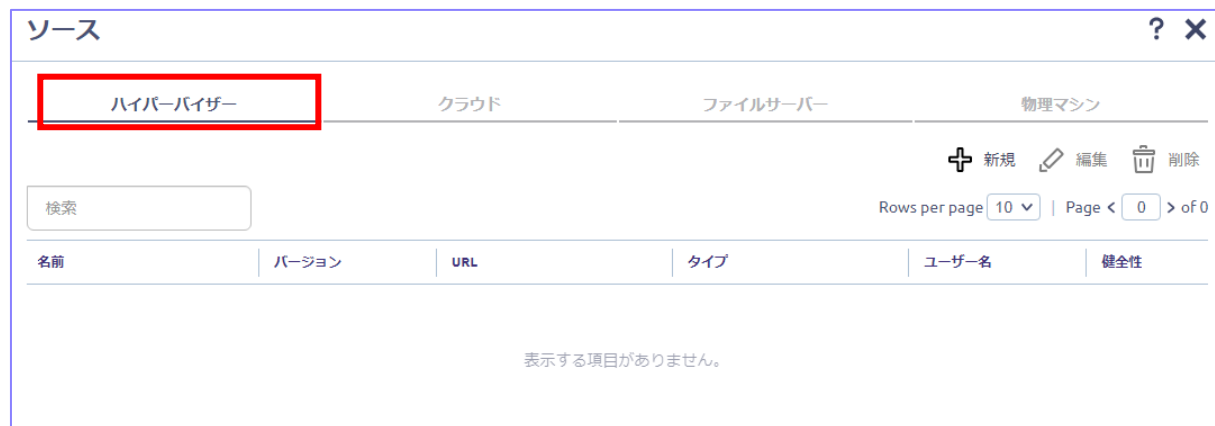 ソース ?
ハイパーバイザー クラウド ファイルサーバー 物理マシン
新規 編集 削除
検索 Rows per page 10 | Page < 0 > of 0
名前 バージョン URL タイプ ユーザー名 健全性
表示する項目がありません。